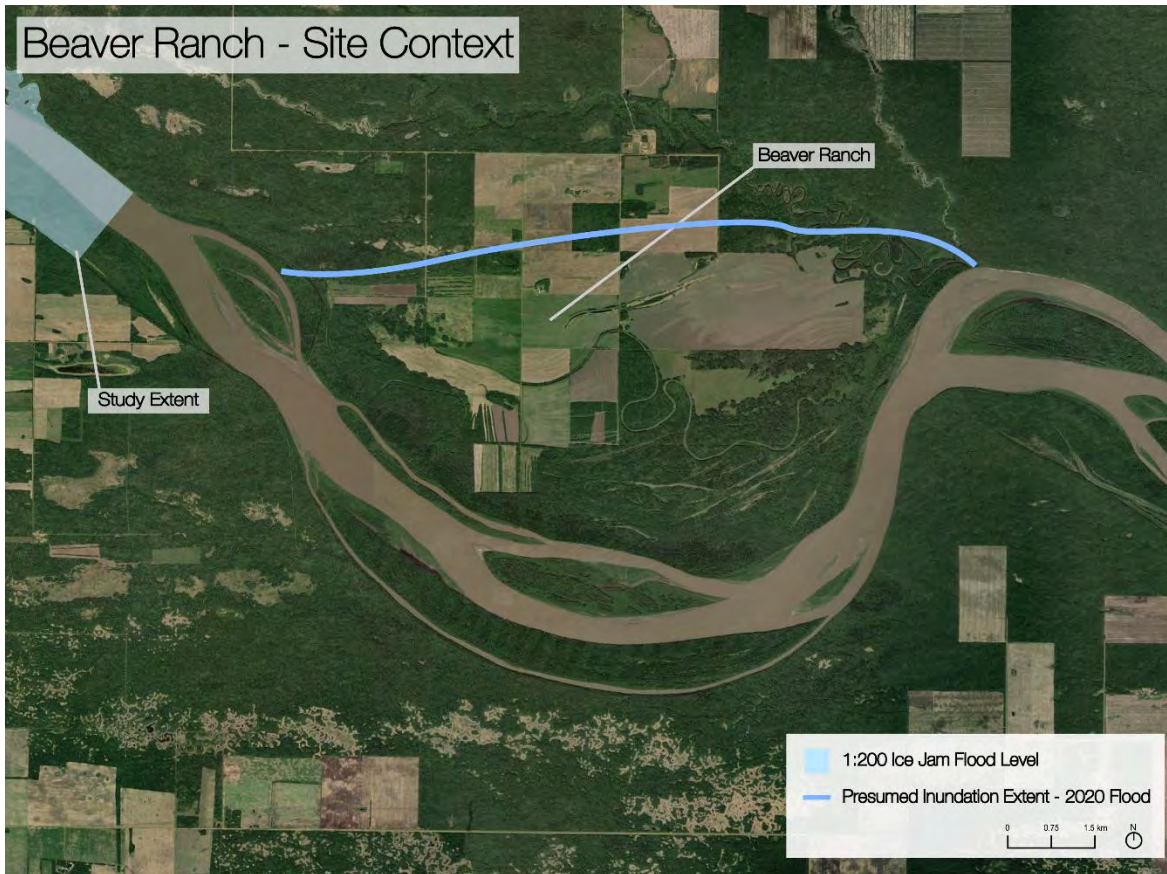 Beaver Ranch - Site Context
Beaver Ranch
Study Extent
1:200 Ice Jam Flood Level
Presumed Inundation Extent - 2020 Flood
0 0.75 1.5 km N